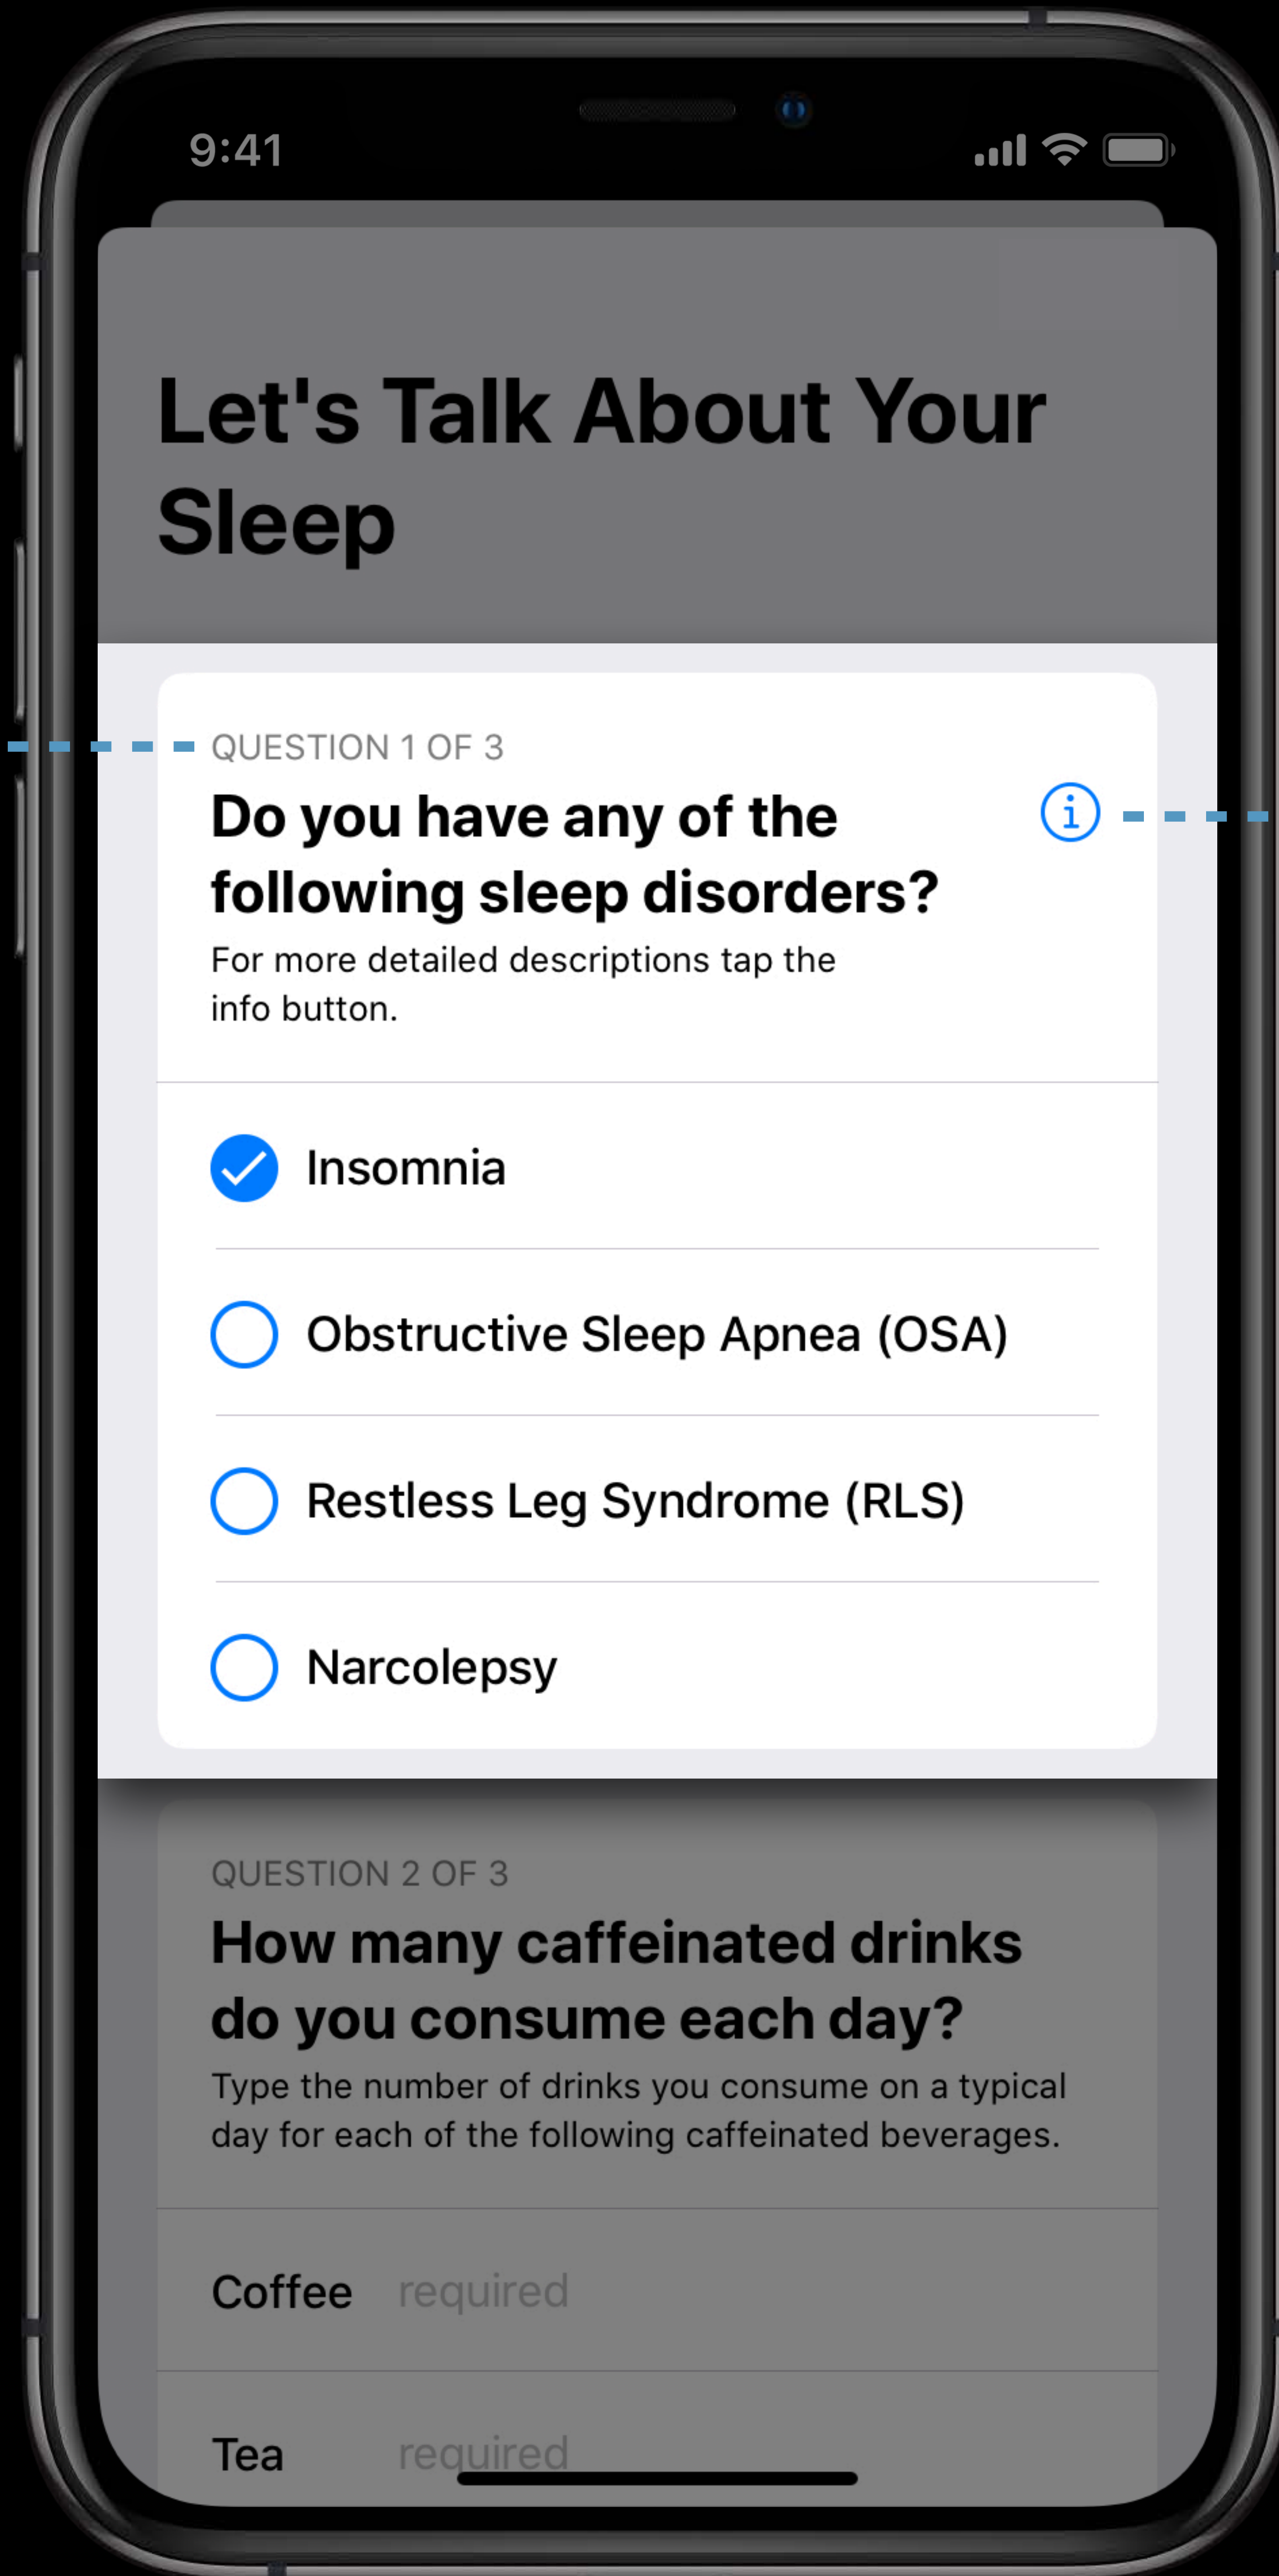 9:41
Let's Talk About Your
Sleep
QUESTION 1 OF 3
Do you have any of the
following sleep disorders?
For more detailed descriptions tap the
info button.
Insomnia
Obstructive Sleep Apnea (OSA)
Restless Leg Syndrome (RLS)
Narcolepsy
QUESTION 2 OF 3
How many caffeinated drinks
do you consume each day?
Type the number of drinks you consume on a typical
day for each of the following caffeinated beverages.
Coffee required
Tea required